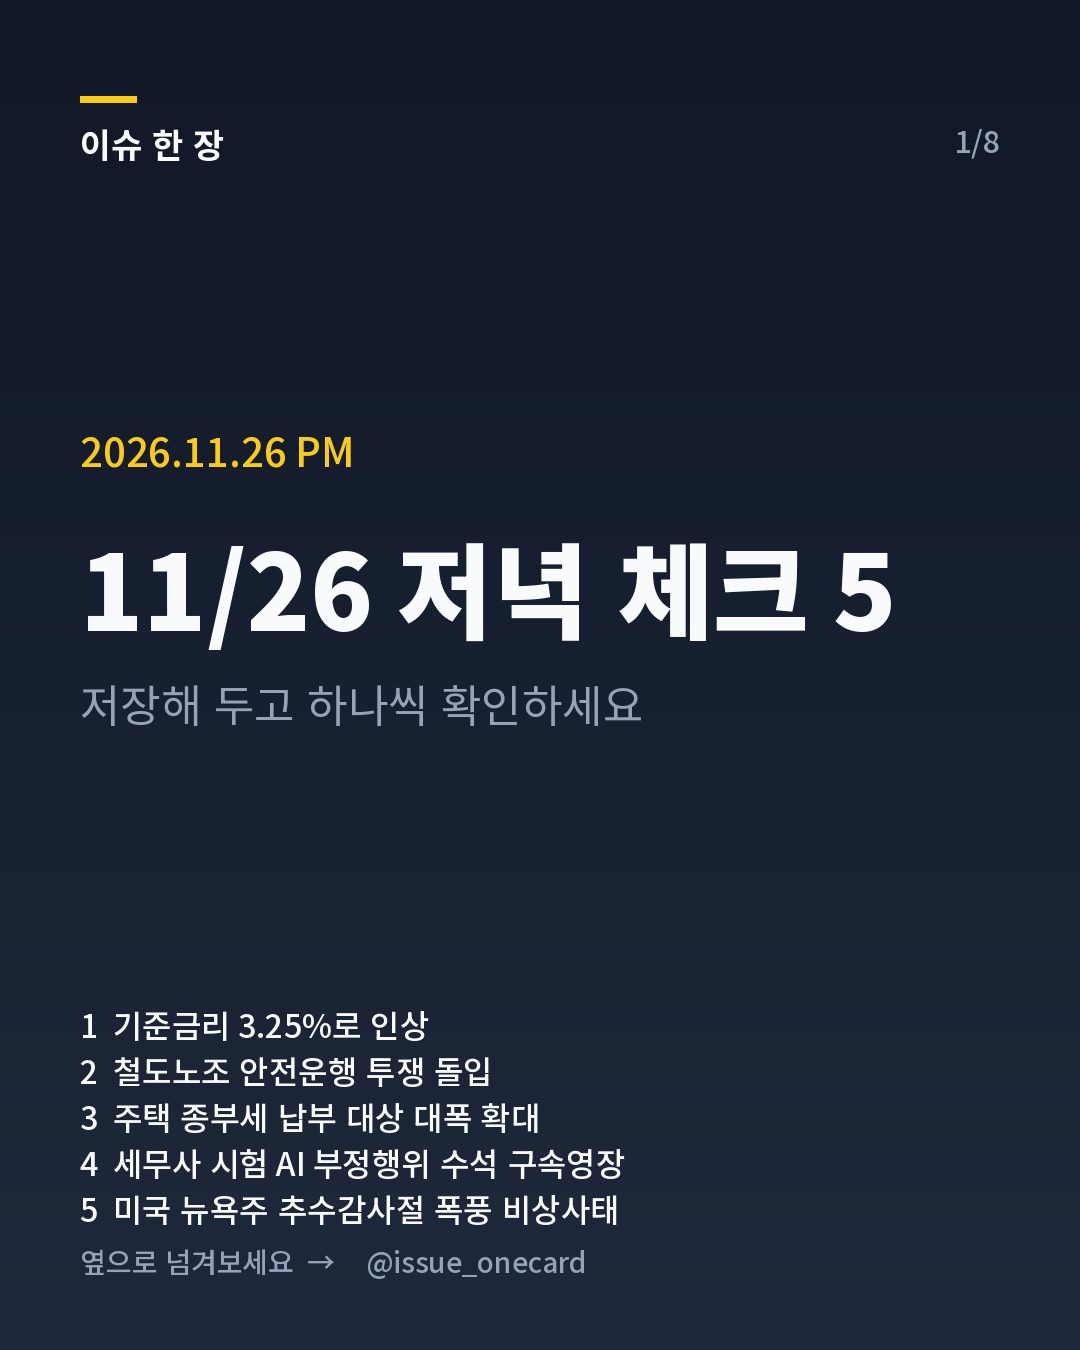 이슈 한 장
1/8
2026.11.26 PM
11/26 저녁 체크 5
저장해 두고 하나씩 확인하세요
1 기준금리 3.25%로 인상
2 철도노조 안전운행 투쟁 돌입
3 주택 종부세 납부 대상 대폭 확대
4 세무사 시험 AI 부정행위 수석 구속영장
5 미국 뉴욕주 추수감사절 폭풍 비상사태
옆으로 넘겨보세요 → @issue_onecard